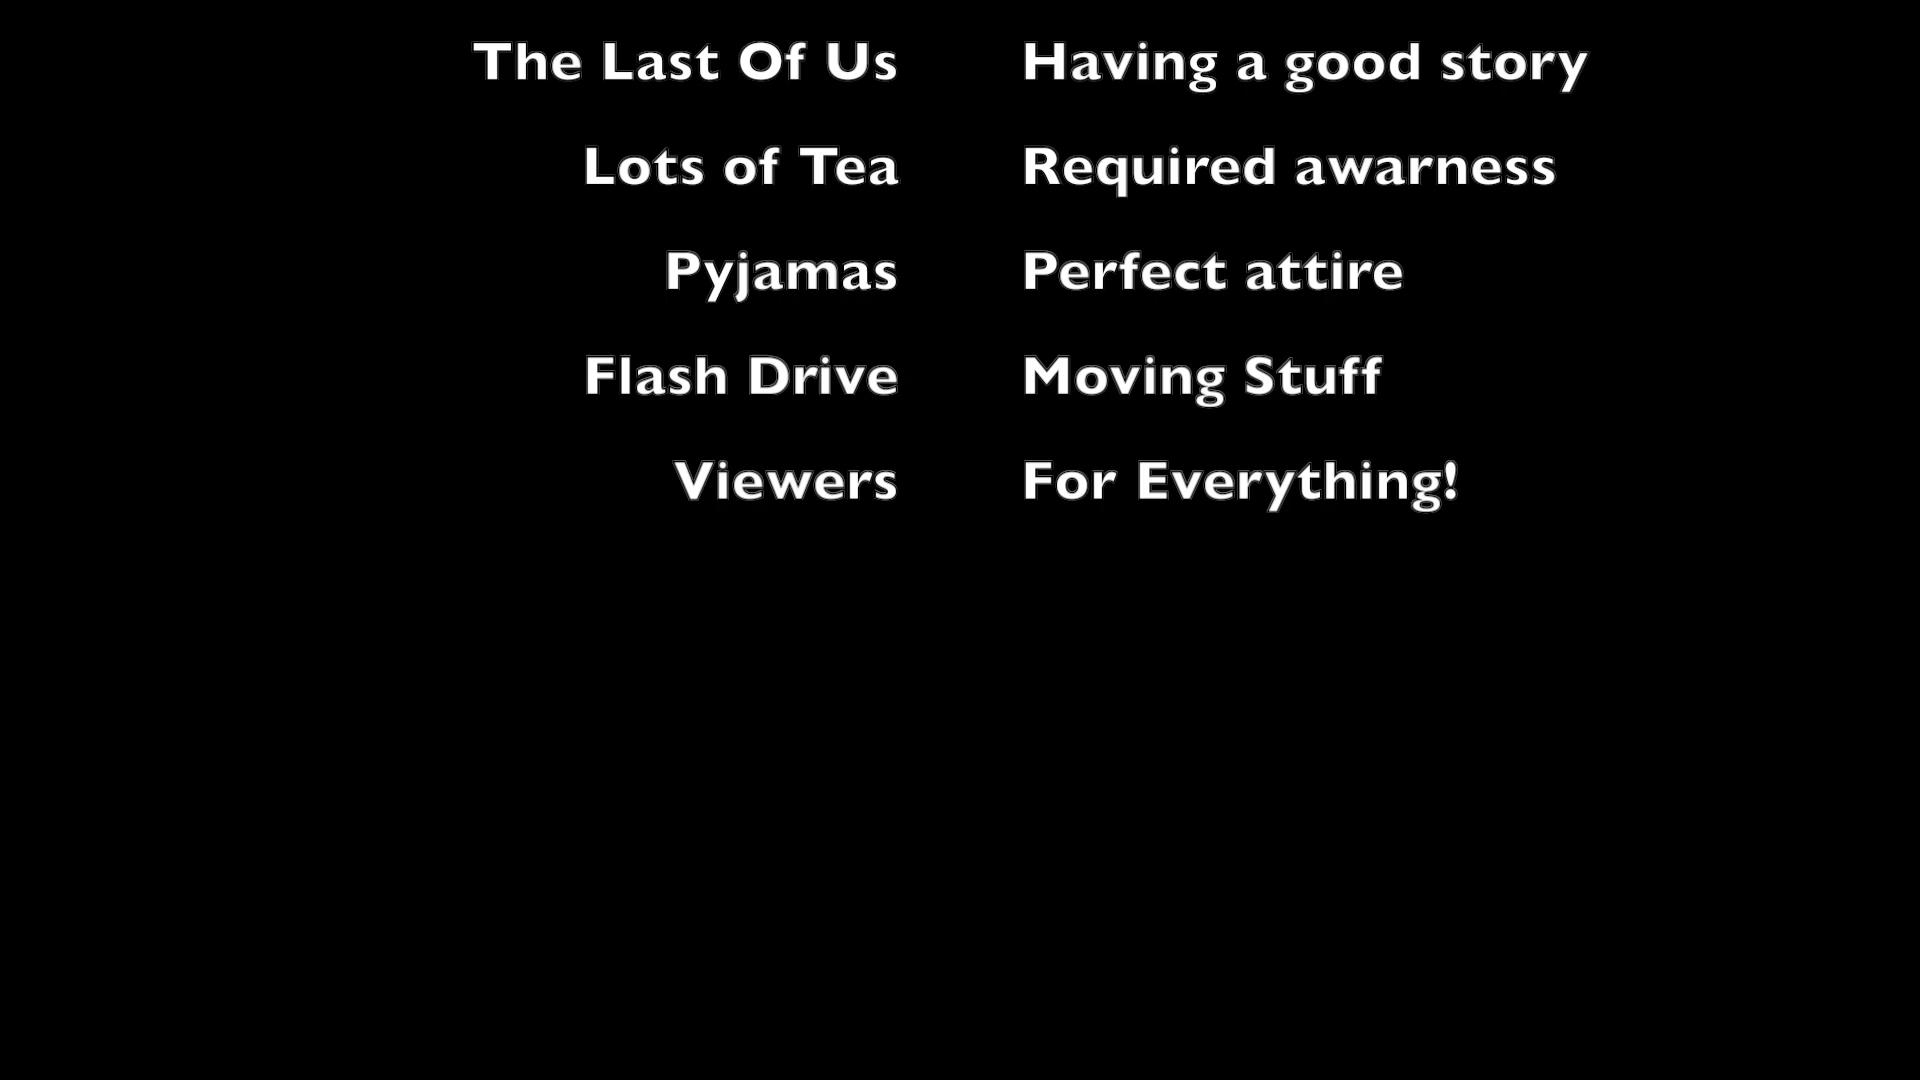 The Last Of Us Having a good story
Lots of Tea Required awarness
Pyjamas Perfect attire
Flash Drive Moving Stuff
Viewers For Everything!